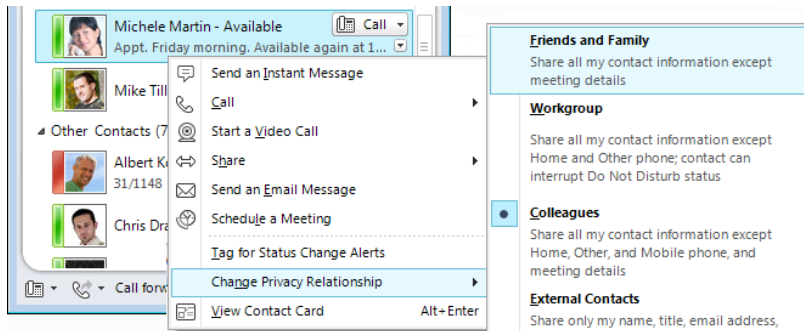 Michele Martin - Available
Call
Appt. Friday morning. Available again at 1...
Mike Till
Other Contacts (7
Albert K
31/1148
Chris Dra
Call forw
Send an Instant Message
Call
Start a Video Call
Share
Send an Email Message
Schedule a Meeting
Tag for Status Change Alerts
Change Privacy Relationship
View Contact Card Alt+Enter
Friends and Family
Share all my contact information except
meeting details
Workgroup
Share all my contact information except
Home and Other phone; contact can
interrupt Do Not Disturb status
Colleagues
Share all my contact information except
Home, Other, and Mobile phone, and
meeting details
External Contacts
Share only my name, title, email address,